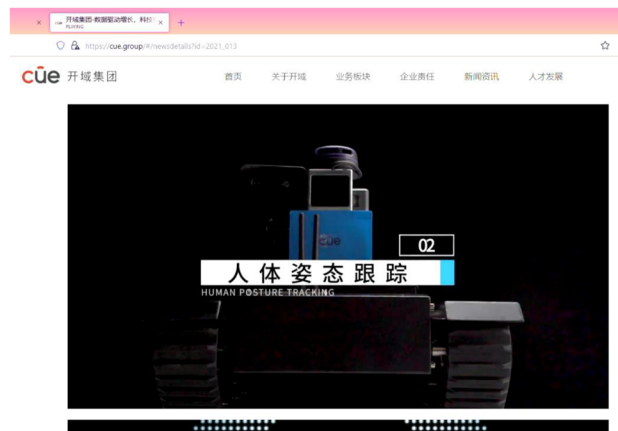 开域集团-数据驱动增长, 科技
PLAYING
https://cue.group/#/newsdetails?id=2021_013
cūe 开域集团
首页 关于开域 业务板块 企业责任 新闻资讯 人才发展
cūe
02
人体姿态跟踪
HUMAN POSTURE TRACKING